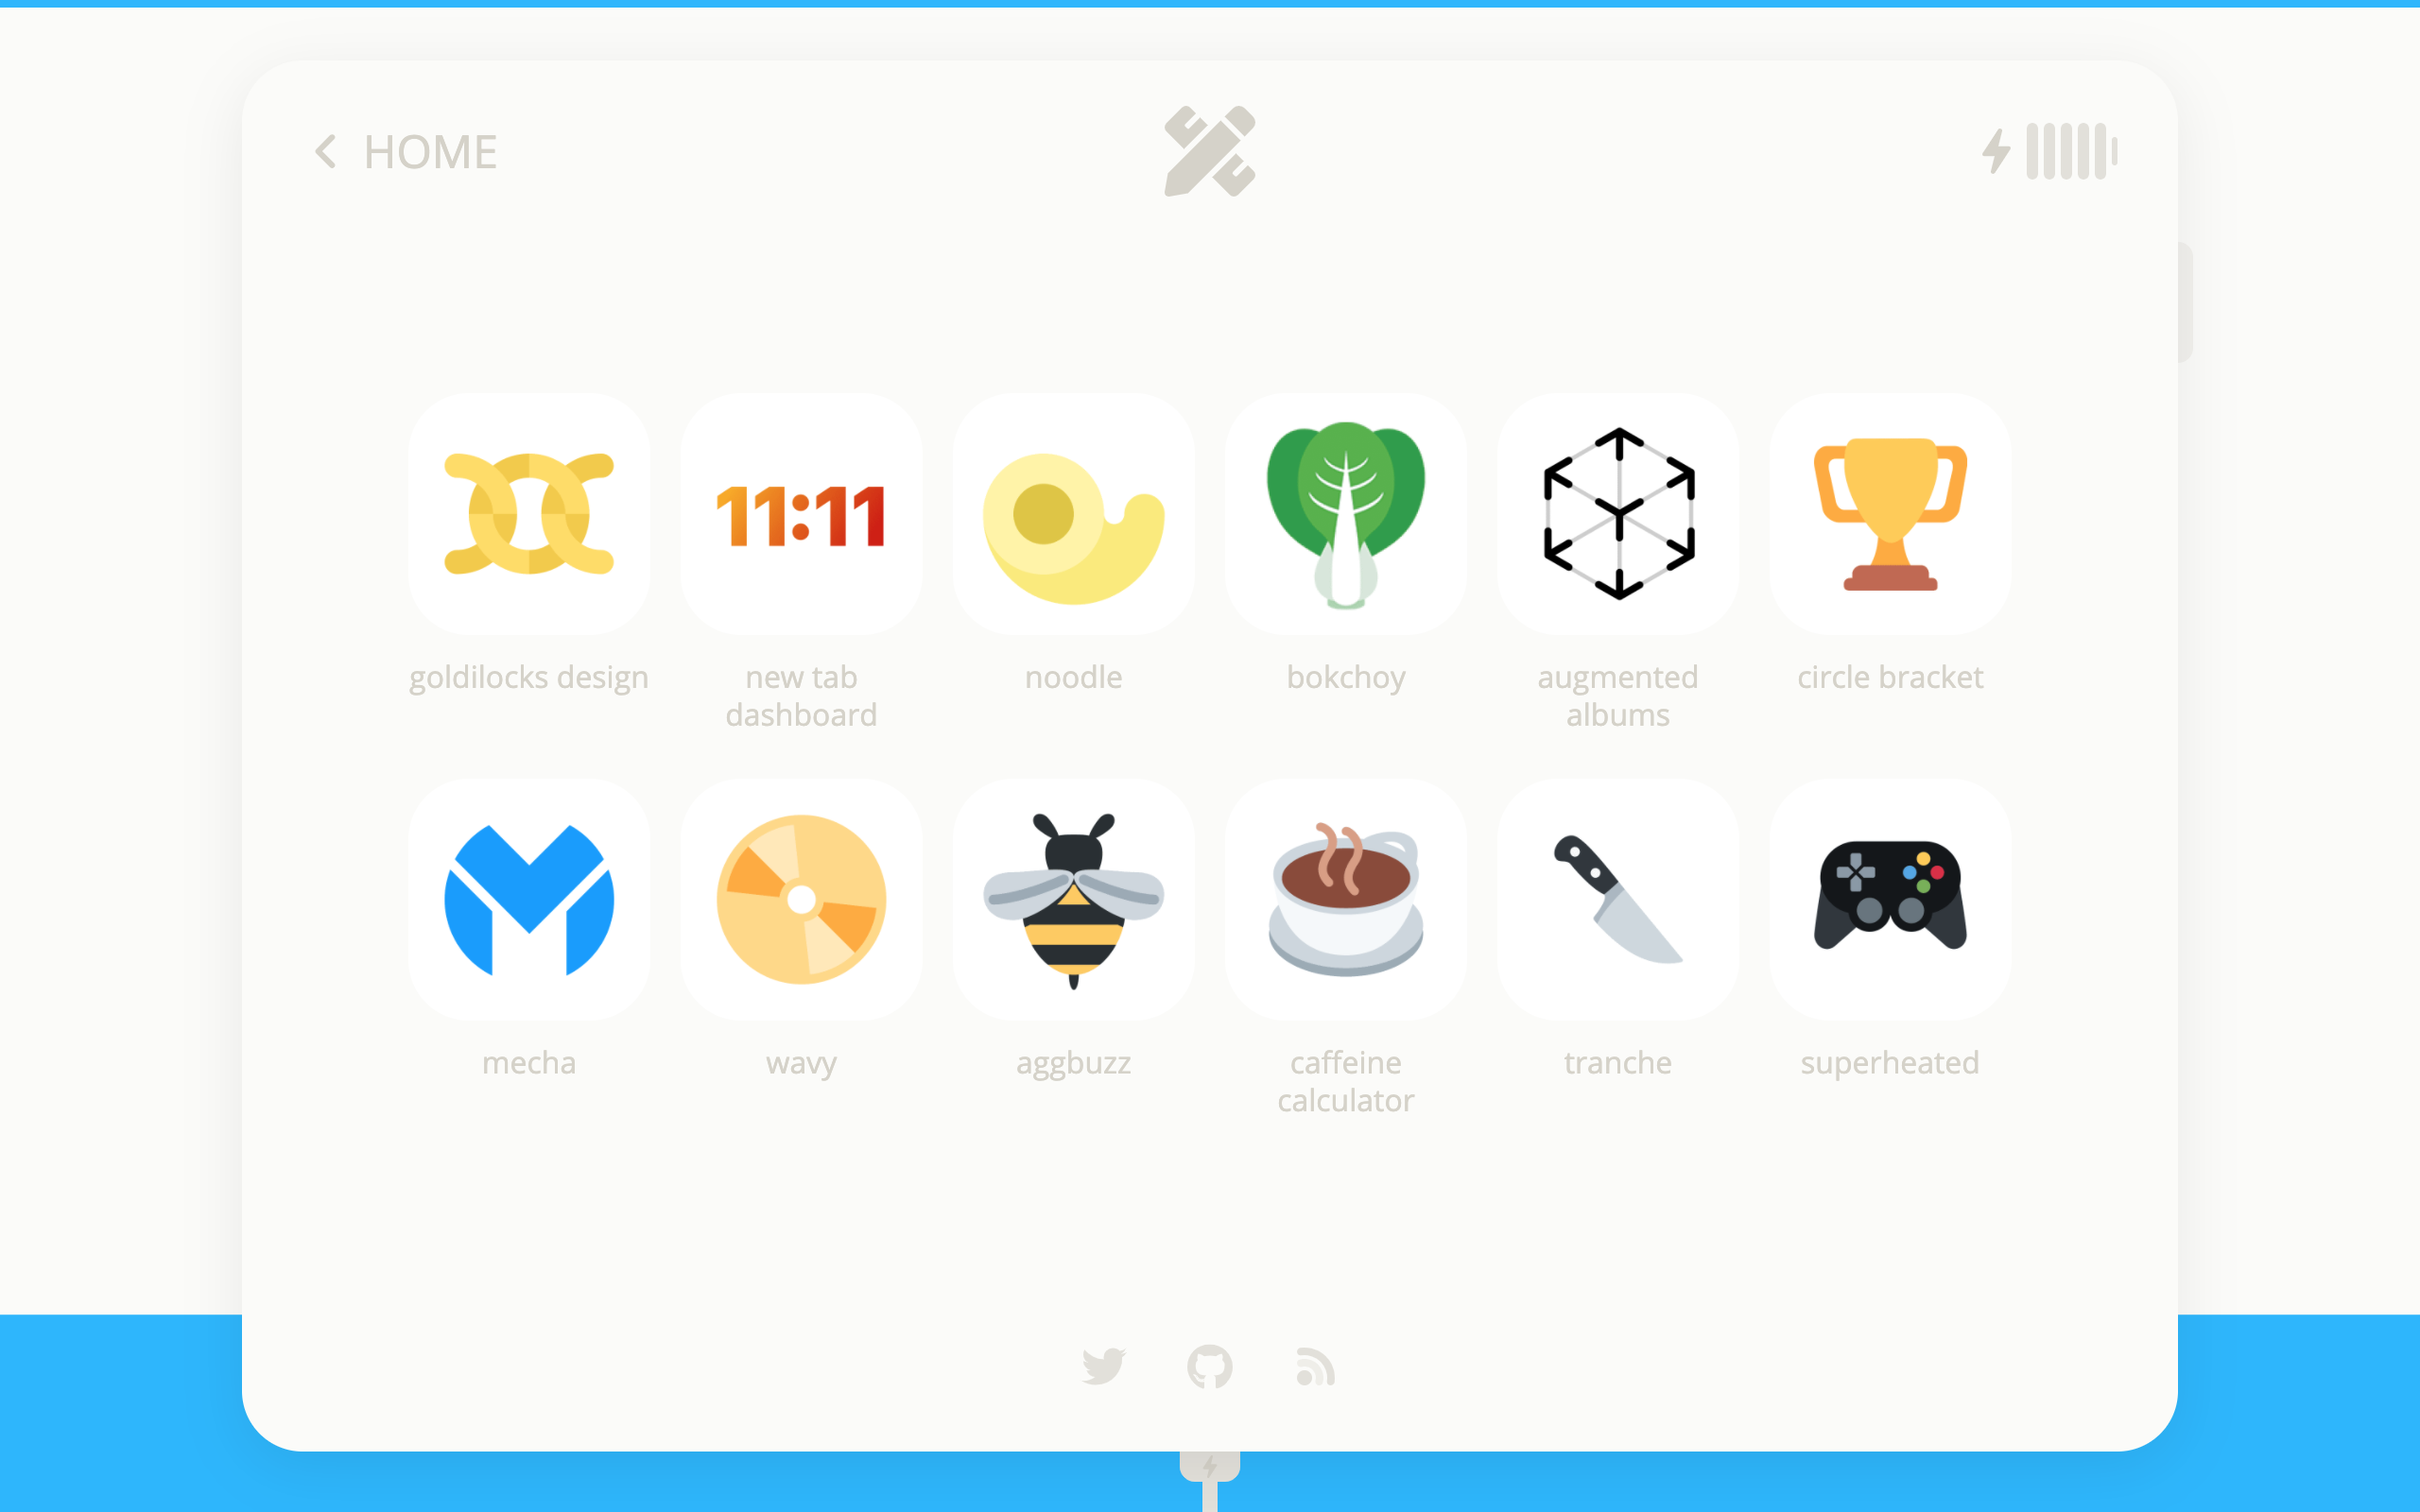 HOME
11:11
goldilocks design
new tab
dashboard
noodle
bokchoy
augmented
albums
circle bracket
mecha
wavy
aggbuzz
caffeine
calculator
tranche
superheated